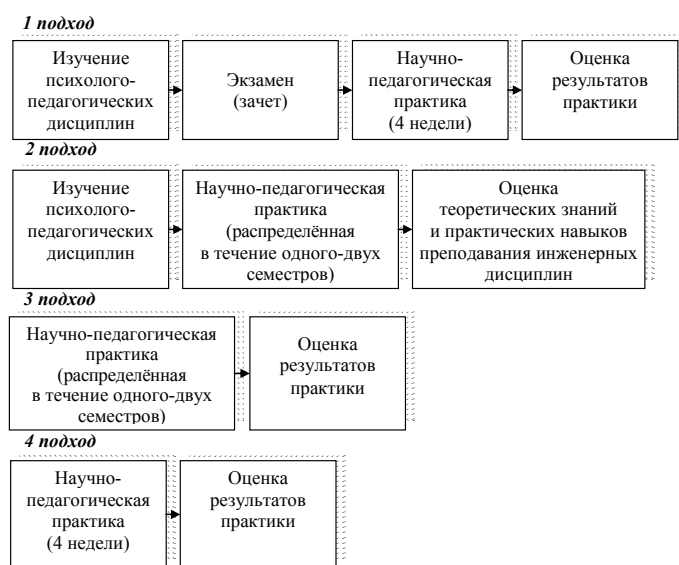 1 подход
Изучение
психолого-
педагогических
дисциплин
Экзамен
(зачет)
Научно-
педагогическая
практика
(4 недели)
Оценка
результатов
практики
2 подход
Изучение
психолого-
педагогических
дисциплин
Научно-педагогическая
практика
(распределённая
в течение одного-двух
семестров)
Оценка
теоретических знаний
и практических навыков
преподавания инженерных
дисциплин
3 подход
Научно-педагогическая
практика
(распределённая
в течение одного-двух
семестров)
Оценка
результатов
практики
4 подход
Научно-
педагогическая
практика
(4 недели)
Оценка
результатов
практики